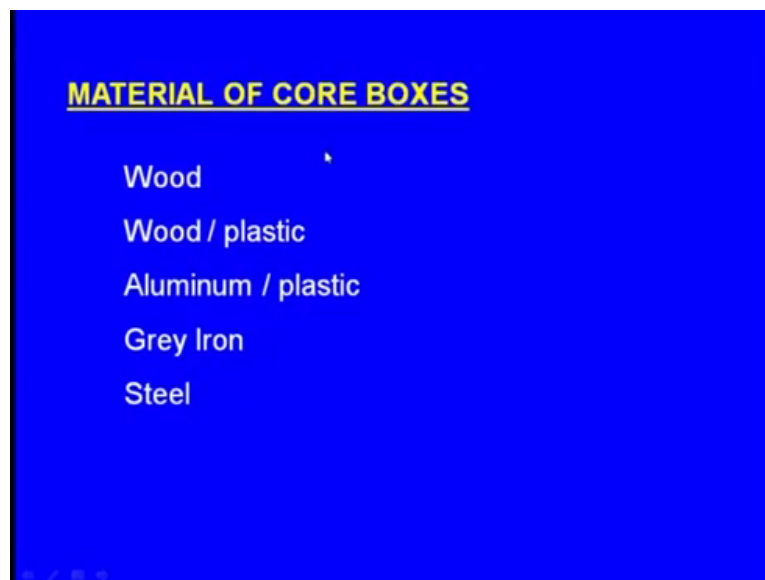 MATERIAL OF CORE BOXES
Wood
Wood / plastic
Aluminum / plastic
Grey Iron
Steel